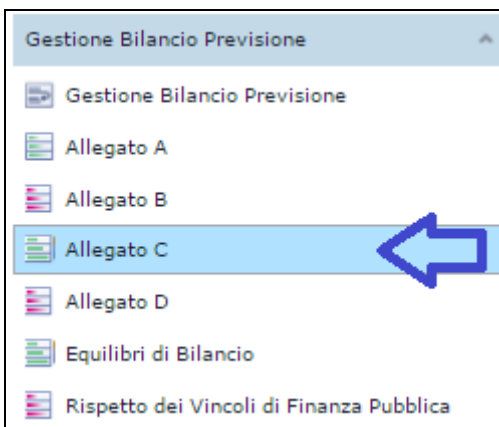 Gestione Bilancio Previsione
Gestione Bilancio Previsione
Allegato A
Allegato B
Allegato C
Allegato D
Equilibri di Bilancio
Rispetto dei Vincoli di Finanza Pubblica